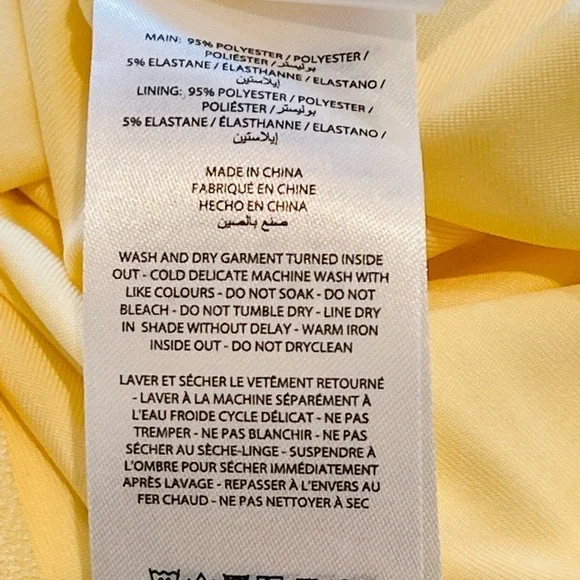 MAIN: 95% POLYESTER / POLYESTER /
POLIÉSTER / بوليستر
5% ELASTANE / ÉLASTHANNE / ELASTANO /
إيلاستين
LINING: 95% POLYESTER / POLYESTER /
POLIÉSTER / بوليستر
5% ELASTANE / ÉLASTHANNE / ELASTANO /
إيلاستين
MADE IN CHINA
FABRIQUÉ EN CHINE
HECHO EN CHINA
صنع بالصين
WASH AND DRY GARMENT TURNED INSIDE
OUT - COLD DELICATE MACHINE WASH WITH
LIKE COLOURS - DO NOT SOAK - DO NOT
BLEACH - DO NOT TUMBLE DRY - LINE DRY
IN SHADE WITHOUT DELAY - WARM IRON
INSIDE OUT - DO NOT DRYCLEAN
LAVER ET SÉCHER LE VETÊMENT RETOURNÉ
- LAVER À LA MACHINE SÉPARÉMENT À
L'EAU FROIDE CYCLE DÉLICAT - NE PAS
TREMPER - NE PAS BLANCHIR - NE PAS
SÉCHER AU SÈCHE-LINGE - SUSPENDRE À
L'OMBRE POUR SÉCHER IMMÉDIATEMENT
APRÈS LAVAGE - REPASSER À L'ENVERS AU
FER CHAUD - NE PAS NETTOYER À SEC